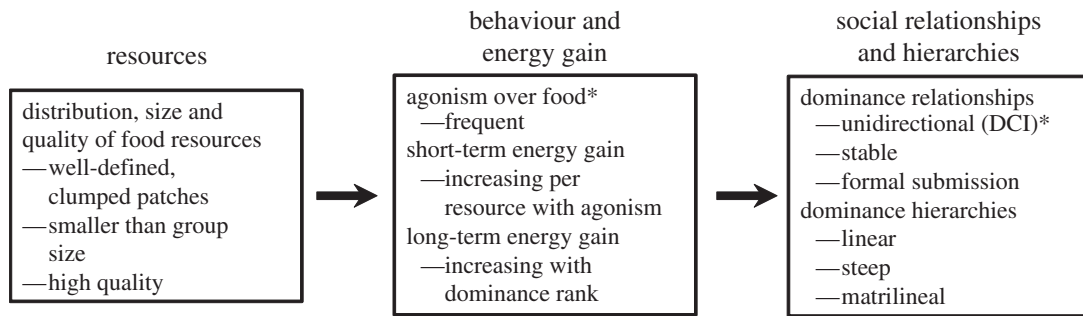 resources
distribution, size and
quality of food resources
—well-defined,
clumped patches
—smaller than group
size
—high quality
behaviour and
energy gain
agonism over food*
—frequent
short-term energy gain
—increasing per
resource with agonism
long-term energy gain
—increasing with
dominance rank
social relationships
and hierarchies
dominance relationships
—unidirectional (DCI)*
—stable
—formal submission
dominance hierarchies
—linear
—steep
—matrilineal